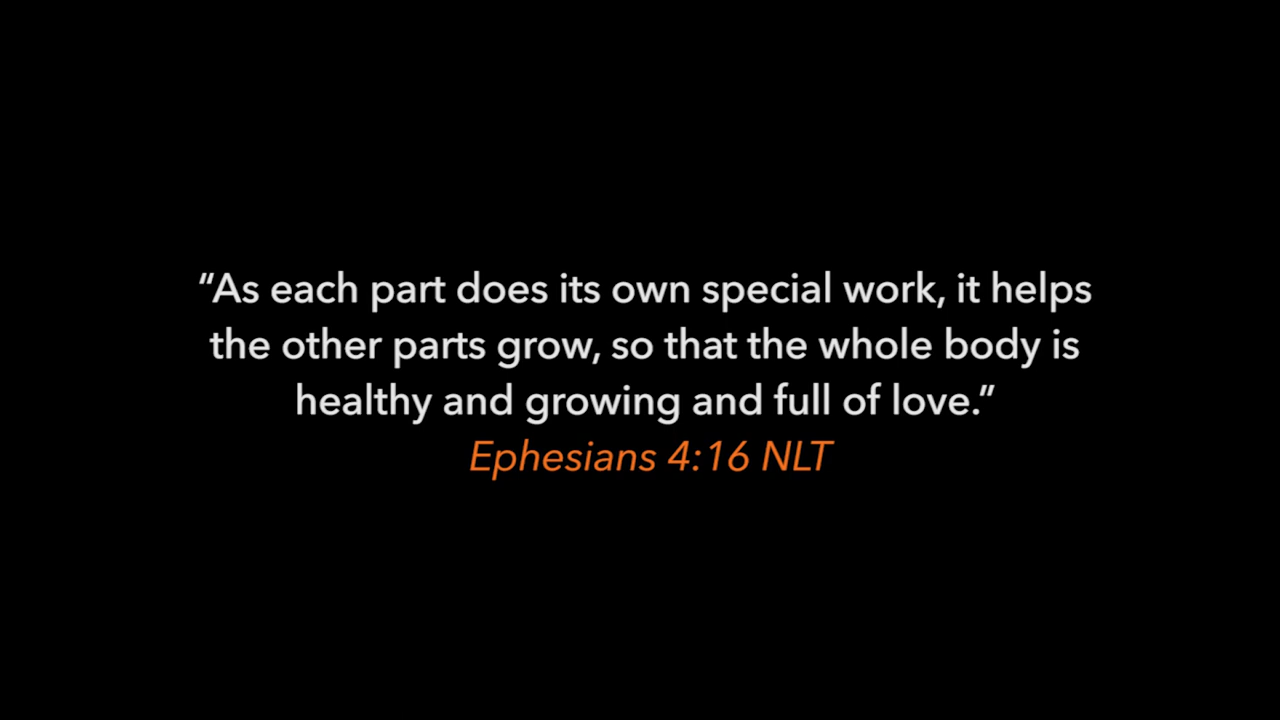 “As each part does its own special work, it helps
the other parts grow, so that the whole body is
healthy and growing and full of love.”
Ephesians 4:16 NLT